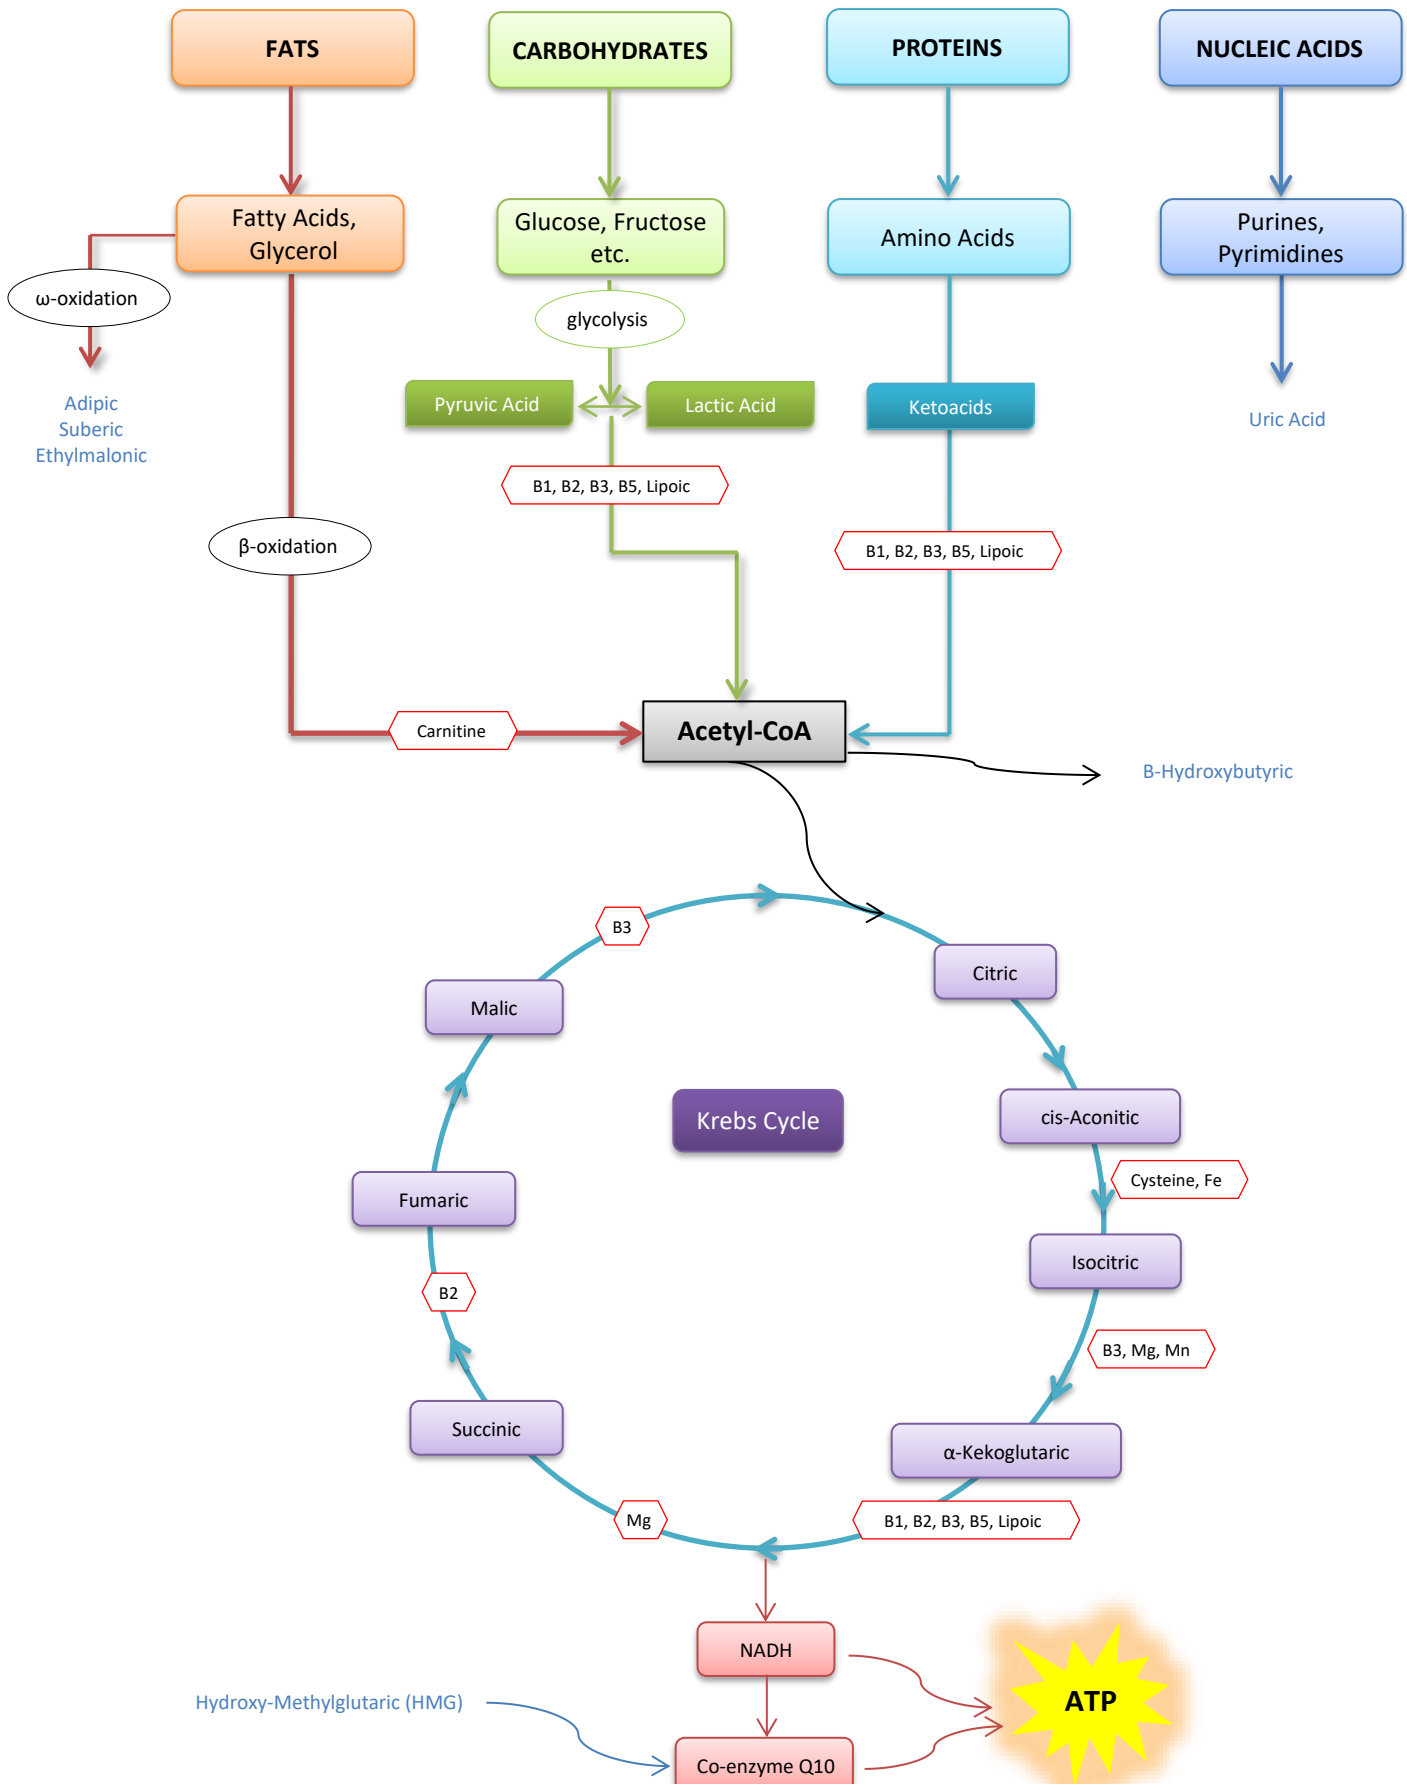 FATS
CARBOHYDRATES
PROTEINS
NUCLEIC ACIDS
Fatty Acids,
Glycerol
Glucose, Fructose
etc.
Amino Acids
Purines,
Pyrimidines
ω-oxidation
glycolysis
Adipic
Suberic
Ethylmalonic
Pyruvic Acid
Lactic Acid
Ketoacids
Uric Acid
B1, B2, B3, B5, Lipoic
β-oxidation
B1, B2, B3, B5, Lipoic
Carnitine
Acetyl-CoA
B-Hydroxybutyric
B3
Citric
Malic
cis-Aconitic
Krebs Cycle
Cysteine, Fe
Fumaric
Isocitric
B2
B3, Mg, Mn
Succinic
α-Kekoglutaric
Mg
B1, B2, B3, B5, Lipoic
NADH
Hydroxy-Methylglutaric (HMG)
ATP
Co-enzyme Q10